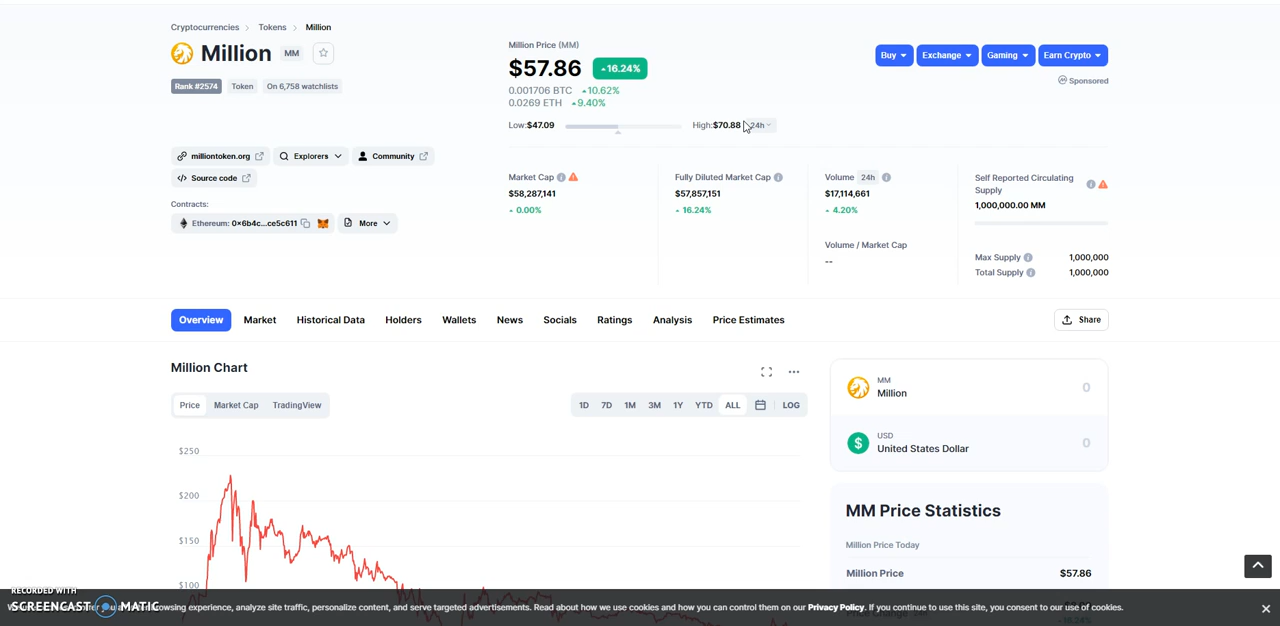 Cryptocurrencies > Tokens > Million
Million MM
Rank #2574 Token On 6,758 watchlists
milliontoken.org Explorers Community
Source code
Contracts:
Ethereum: 0x6b4c...ce5c611 More
Million Price (MM)
$57.86 16.24%
0.001706 BTC 10.62%
0.0269 ETH 9.40%
Low:$47.09 High:$70.88 24h
Buy Exchange Gaming Earn Crypto
Sponsored
Market Cap
$58,287,141
0.00%
Fully Diluted Market Cap
$57,857,151
16.24%
Volume 24h
$17,114,661
4.20%
Volume / Market Cap
--
Self Reported Circulating
Supply
1,000,000.00 MM
Max Supply 1,000,000
Total Supply 1,000,000
Overview Market Historical Data Holders Wallets News Socials Ratings Analysis Price Estimates Share
Million Chart
Price Market Cap TradingView 1D 7D 1M 3M 1Y YTD ALL LOG
$250
$200
$150
$100
MM
Million 0
USD
United States Dollar 0
MM Price Statistics
Million Price Today
Million Price $57.86
RECORDED WITH
SCREENCAST MATIC
browsing experience, analyze site traffic, personalize content, and serve targeted advertisements. Read about how we use cookies and how you can control them on our Privacy Policy. If you continue to use this site, you consent to our use of cookies.